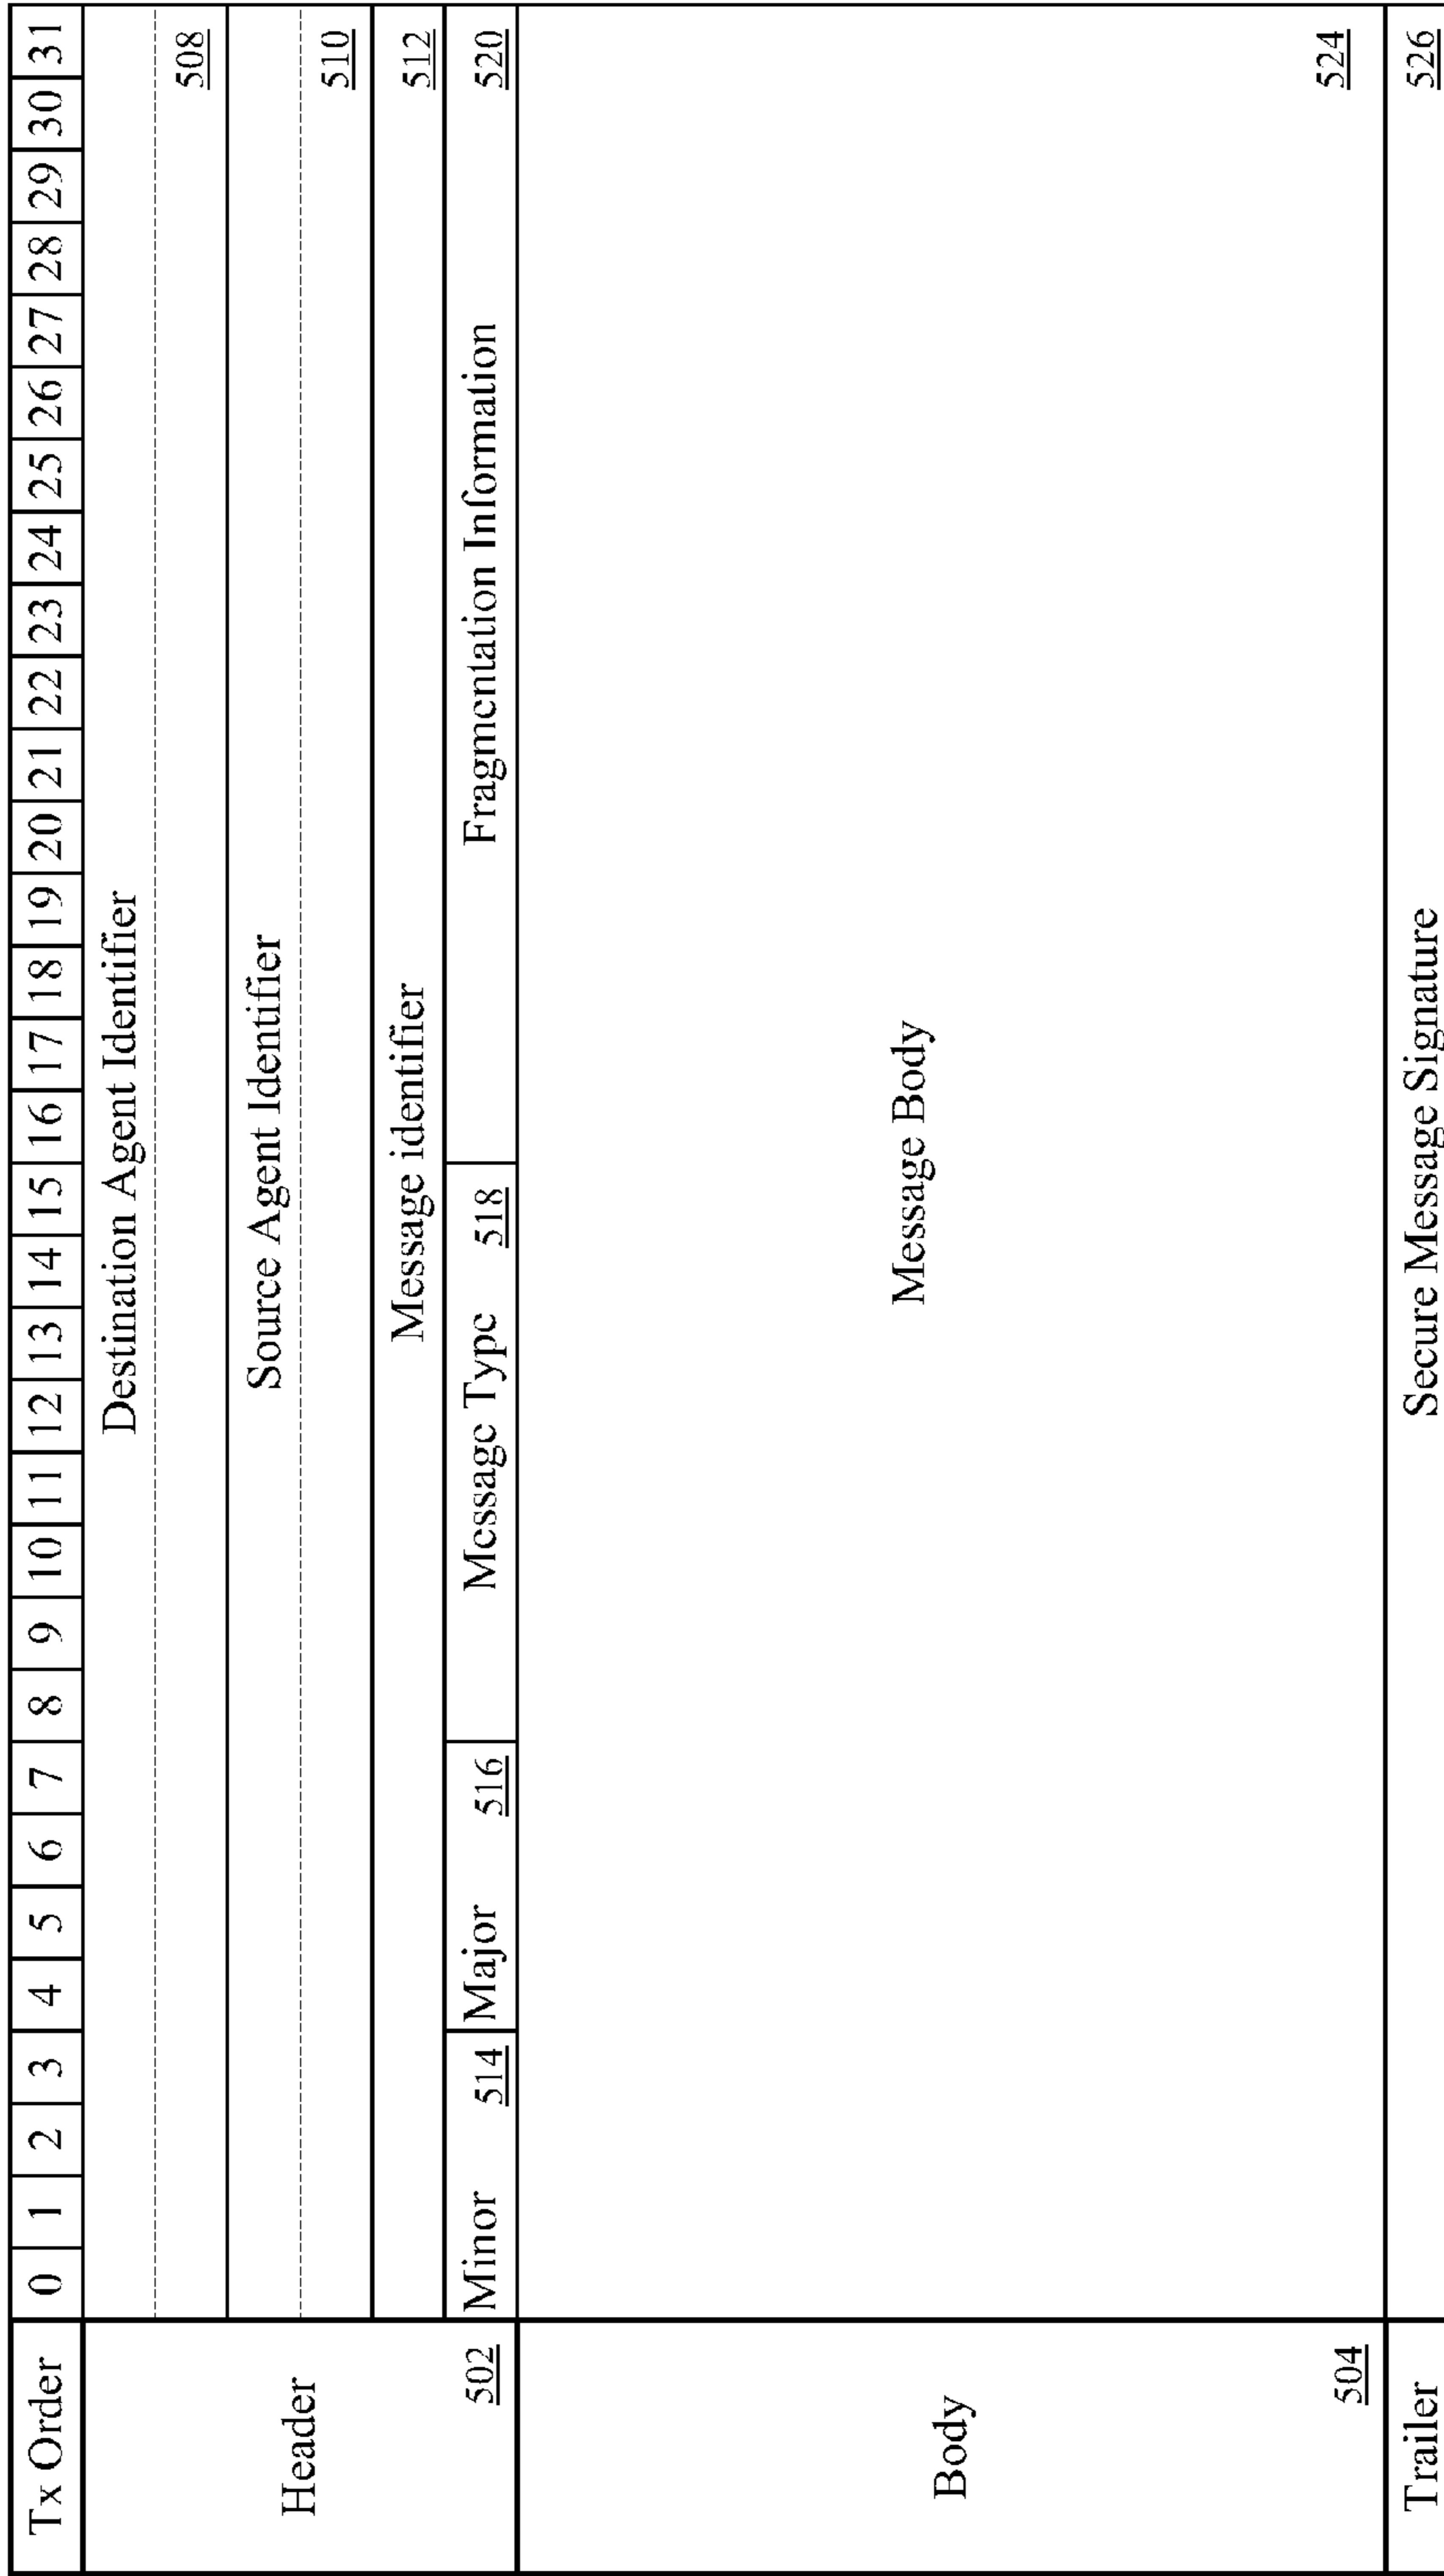 Tx Order 0 1 2 3 4 5 6 7 8 9 10 11 12 13 14 15 16 17 18 19 20 21 22 23 24 25 26 27 28 29 30 31
Header 502
Destination Agent Identifier
508
Source Agent Identifier
510
Message identifier 512
Minor 514 Major 516 Message Type 518 Fragmentation Information 520
Body 504
Message Body
524
Trailer Secure Message Signature 526